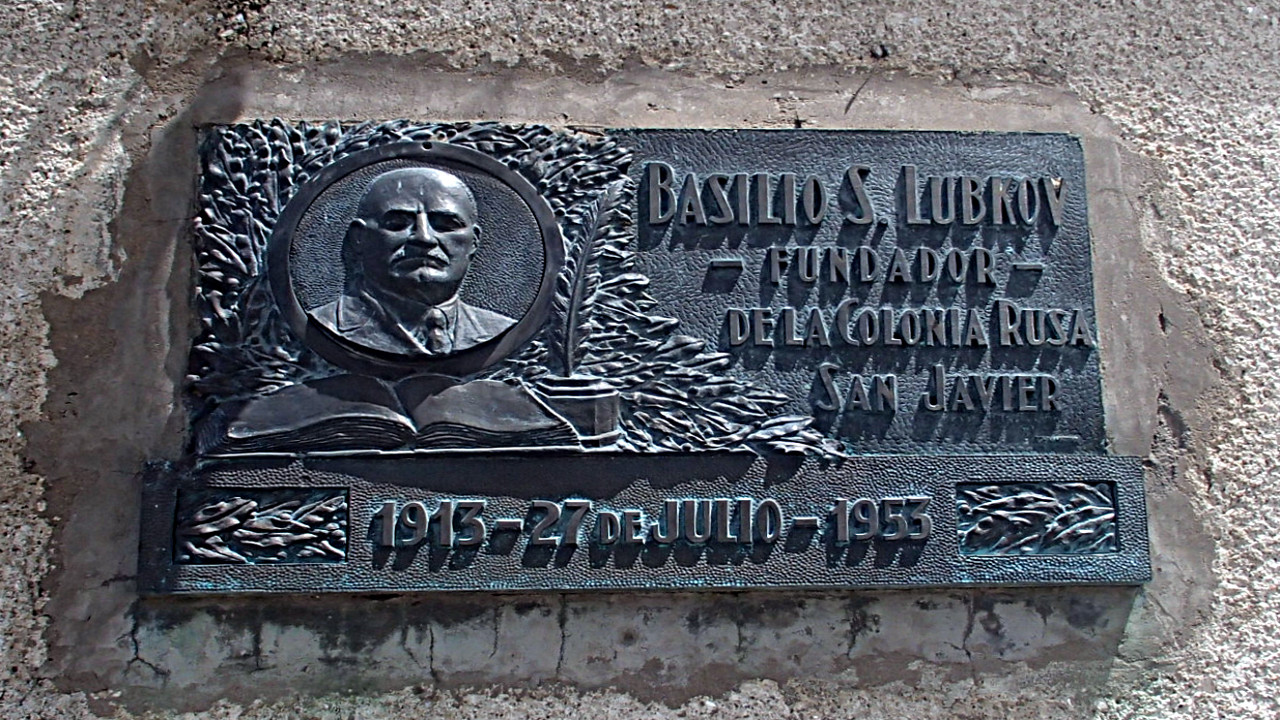 BASILIO S. LUBKOV
- FUNDADOR -
DE LA COLONIA RUSA
SAN JAVIER
1913 - 27 DE JULIO - 1953